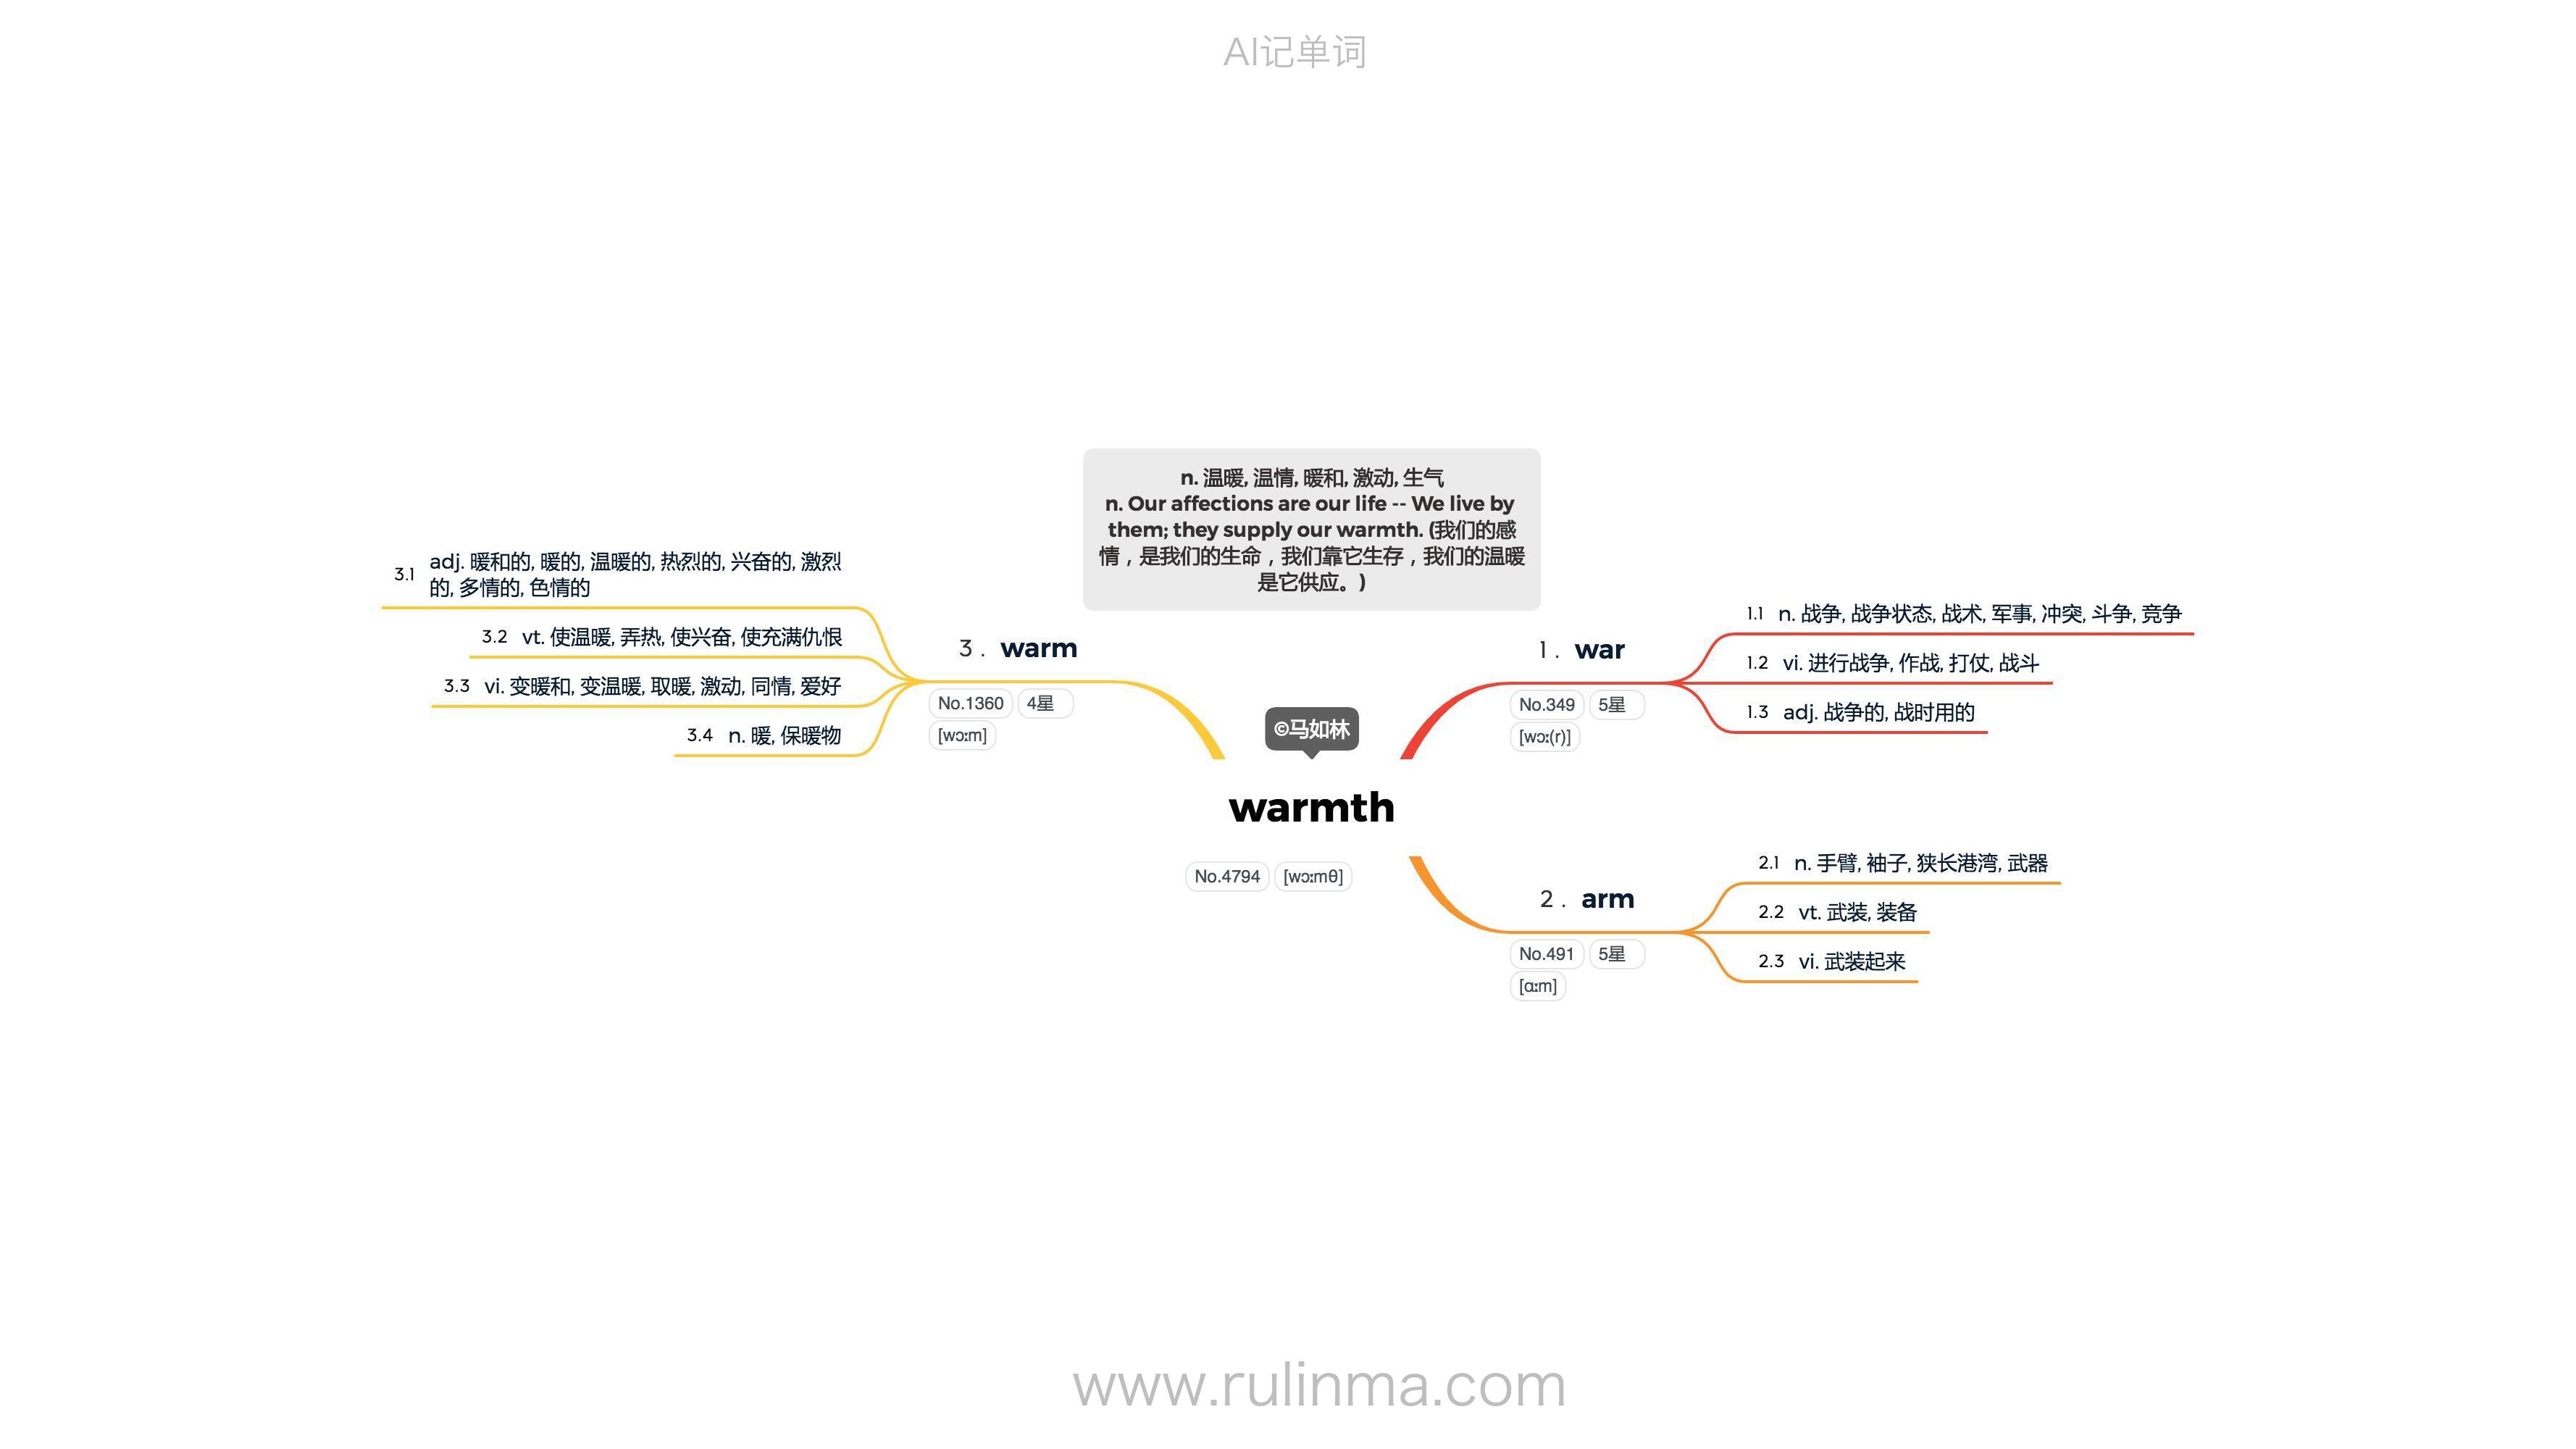 AI记单词
n. 温暖, 温情, 暖和, 激动, 生气
n. Our affections are our life -- We live by
them; they supply our warmth. (我们的感
情，是我们的生命，我们靠它生存，我们的温暖
是它供应。)
©马如林
warmth
No.4794 [wɔːmθ]
1. war
No.349 5星
[wɔː(r)]
1.1 n. 战争, 战争状态, 战术, 军事, 冲突, 斗争, 竞争
1.2 vi. 进行战争, 作战, 打仗, 战斗
1.3 adj. 战争的, 战时用的
2. arm
No.491 5星
[ɑːm]
2.1 n. 手臂, 袖子, 狭长港湾, 武器
2.2 vt. 武装, 装备
2.3 vi. 武装起来
3. warm
No.1360 4星
[wɔːm]
3.1 adj. 暖和的, 暖的, 温暖的, 热烈的, 兴奋的, 激烈
的, 多情的, 色情的
3.2 vt. 使温暖, 弄热, 使兴奋, 使充满仇恨
3.3 vi. 变暖和, 变温暖, 取暖, 激动, 同情, 爱好
3.4 n. 暖, 保暖物
www.rulinma.com